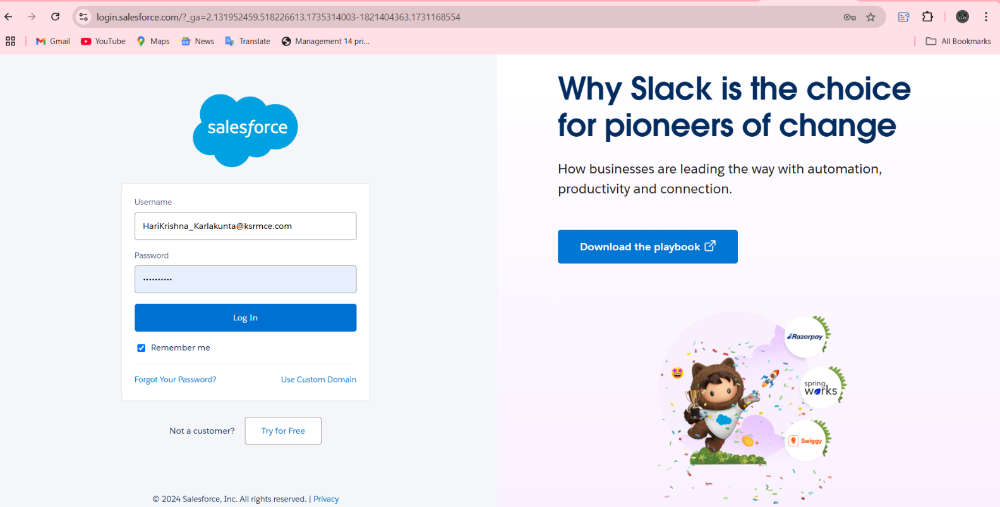 login.salesforce.com/?_ga=2.131952459.518226613.1735314003-1821404363.1731168554
Gmail YouTube Maps News Translate Management 14 pri... All Bookmarks
salesforce
Username
HariKrishna_Karlakunta@ksrmce.com
Password
••••••••••
Log In
Remember me
Forgot Your Password? Use Custom Domain
Not a customer? Try for Free
© 2024 Salesforce, Inc. All rights reserved. | Privacy
Why Slack is the choice
for pioneers of change
How businesses are leading the way with automation,
productivity and connection.
Download the playbook
Razorpay
spring
works
Swiggy